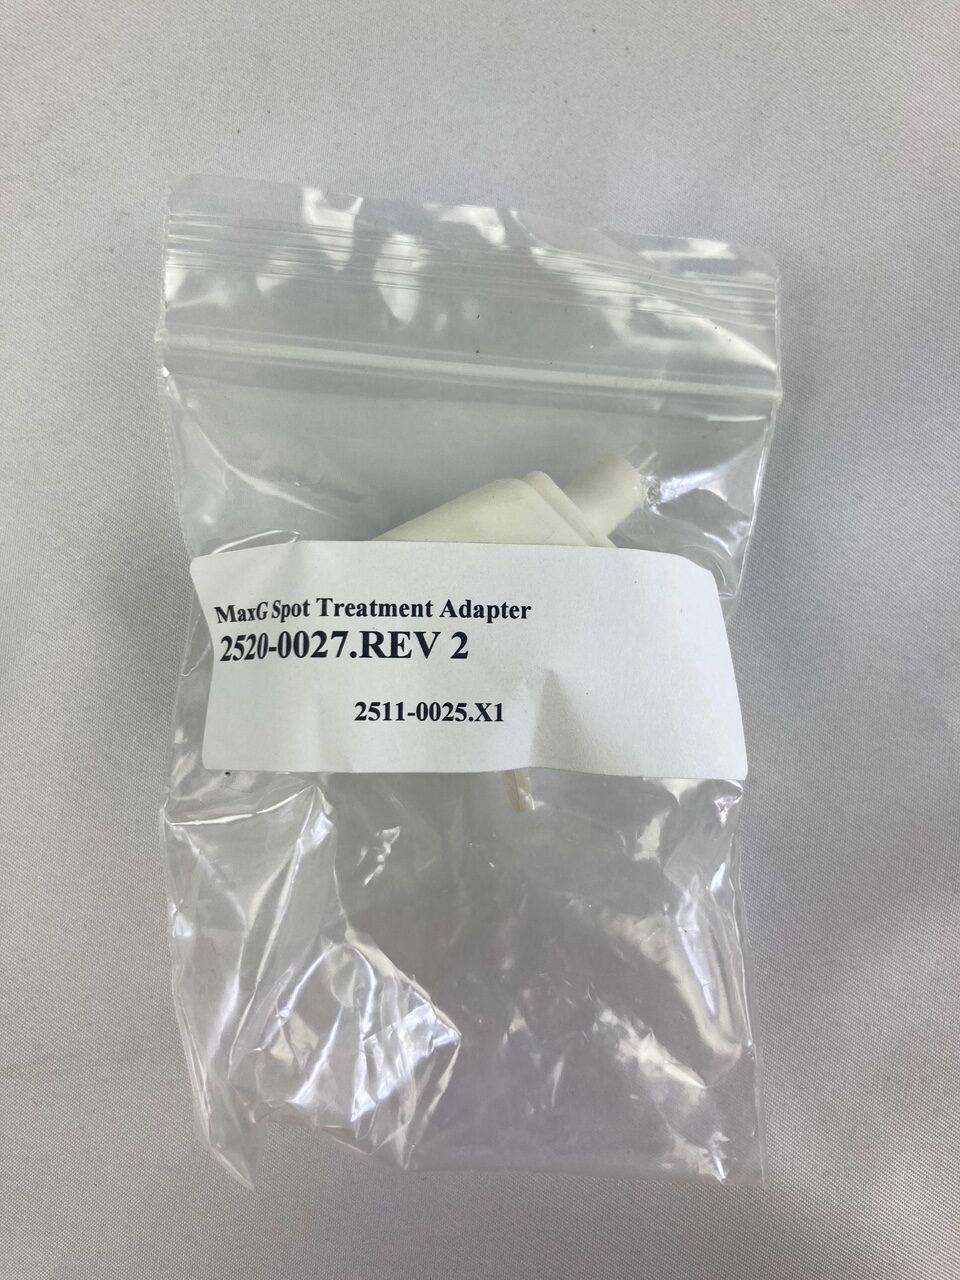 MaxG Spot Treatment Adapter
2520-0027.REV 2
2511-0025.X1